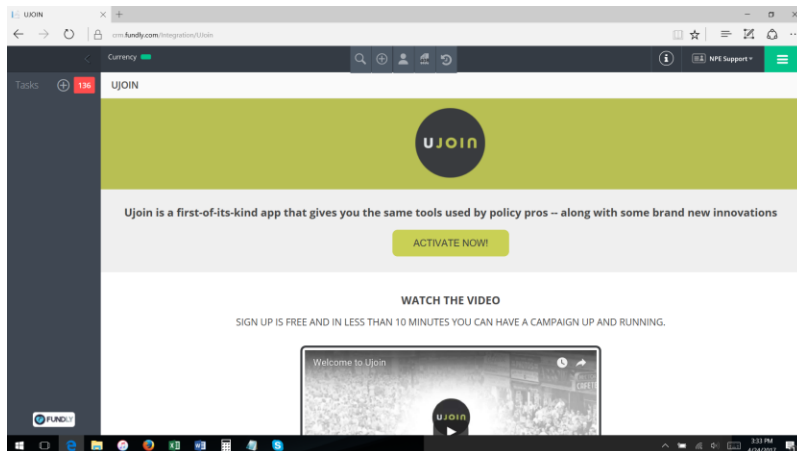 UJOIN
crm.fundly.com/Integration/UJoin
Currency
NPE Support
Tasks
136
UJOIN
UJOIN
Ujoin is a first-of-its-kind app that gives you the same tools used by policy pros -- along with some brand new innovations
ACTIVATE NOW!
WATCH THE VIDEO
SIGN UP IS FREE AND IN LESS THAN 10 MINUTES YOU CAN HAVE A CAMPAIGN UP AND RUNNING.
Welcome to Ujoin
UJOIN
FUNDLY
3:33 PM
4/24/2017